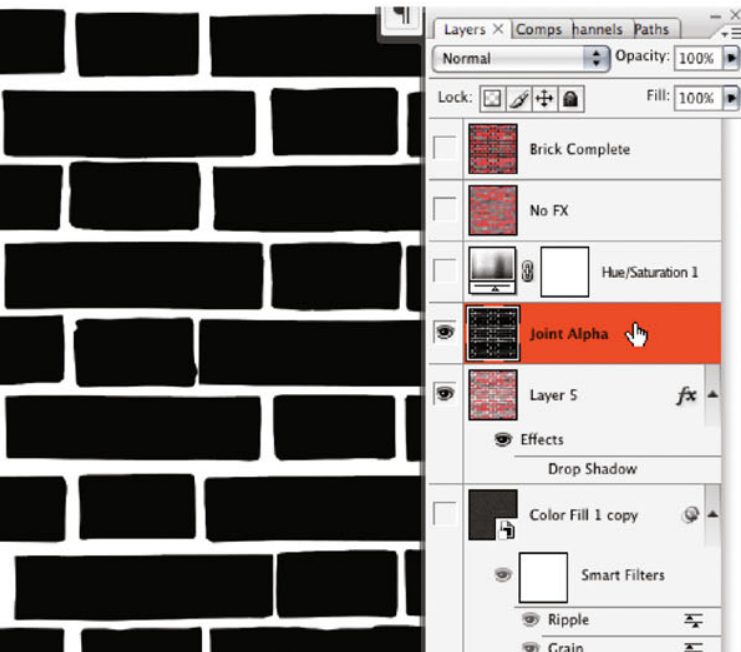 Layers × Comps hannels Paths
Normal Opacity: 100%
Lock: Fill: 100%
Brick Complete
No FX
Hue/Saturation 1
Joint Alpha
Layer 5 fx
Effects
Drop Shadow
Color Fill 1 copy
Smart Filters
Ripple
Grain